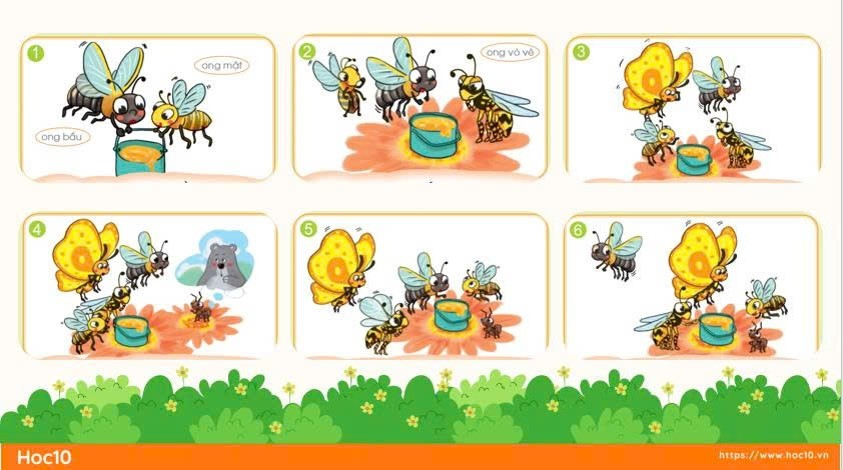 1
ong mật
ong bầu
2
ong vò vẽ
3
4
5
6
Hoc10
https://www.hoc10.vn